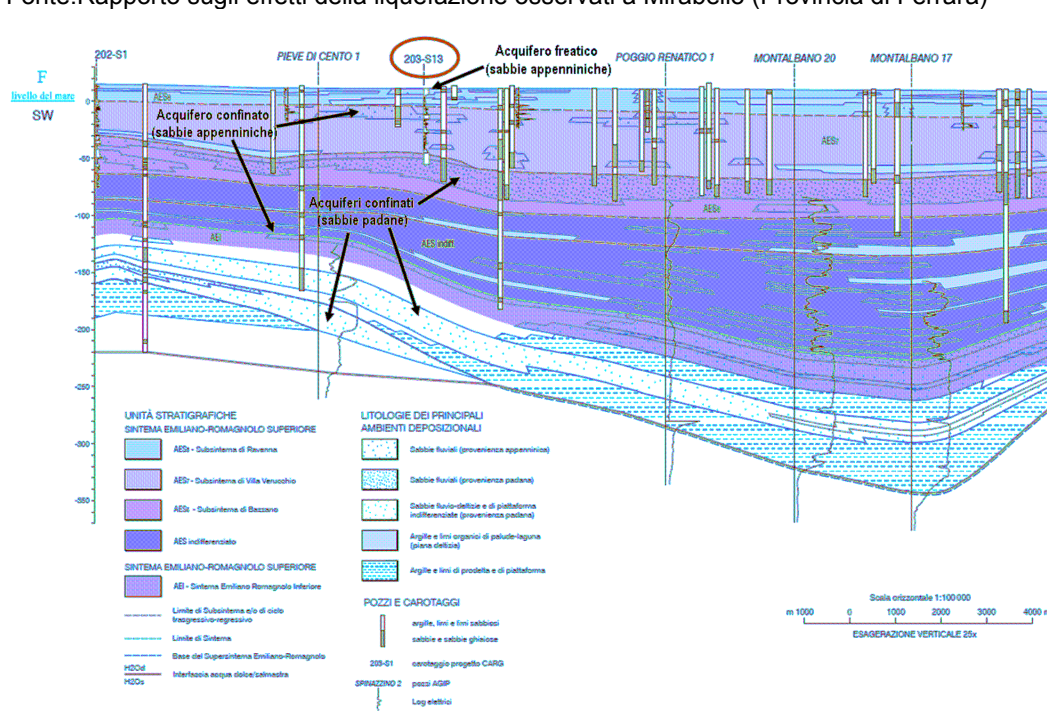 Fonte:Rapporto sugli effetti della liquefazione osservati a Mirabello (Provincia di Ferrara)
202-S1
PIEVE DI CENTO 1
203-S13
Acquifero freatico
(sabbie appenniniche)
POGGIO RENATICO 1
MONTALBANO 20
MONTALBANO 17
F
livello del mare
SW
0
Acquifero confinato
(sabbie appenniniche)
-50
-100
Acquiferi confinati
(sabbie padane)
AEI
AES indiff
-150
-200
-250
-300
-350
UNITÀ STRATIGRAFICHE
SINTEMA EMILIANO-ROMAGNOLO SUPERIORE
AES8 - Subsintema di Ravenna
AES7 - Subsintema di Villa Verucchio
AES6 - Subsintema di Bazzano
AES indifferenziato
SINTEMA EMILIANO-ROMAGNOLO SUPERIORE
AEI - Sintema Emiliano Romagnolo Inferiore
Limite di Subsintema e/o di ciclo
trasgressivo-regressivo
Limite di Sintema
Base del Supersintema Emiliano-Romagnolo
H2Od
H2Os
Interfaccia acqua dolce/salmastra
LITOLOGIE DEI PRINCIPALI
AMBIENTI DEPOSIZIONALI
Sabbie fluviali (provenienza appenninica)
Sabbie fluviali (provenienza padana)
Sabbie fluvio-deltizie e di piattaforma
indifferenziate (provenienza padana)
Argille e limi organici di palude-laguna
(piana deltizia)
Argille e limi di prodelta e di piattaforma
POZZI E CAROTAGGI
argille, limi e limi sabbiosi
sabbie e sabbie ghiaiose
203-S1 carotaggio progetto CARG
SPINAZZINO 2 pozzi AGIP
Log elettrici
Scala orizzontale 1:100 000
m 1000 0 1000 2000 3000 4000 m
ESAGERAZIONE VERTICALE 25x